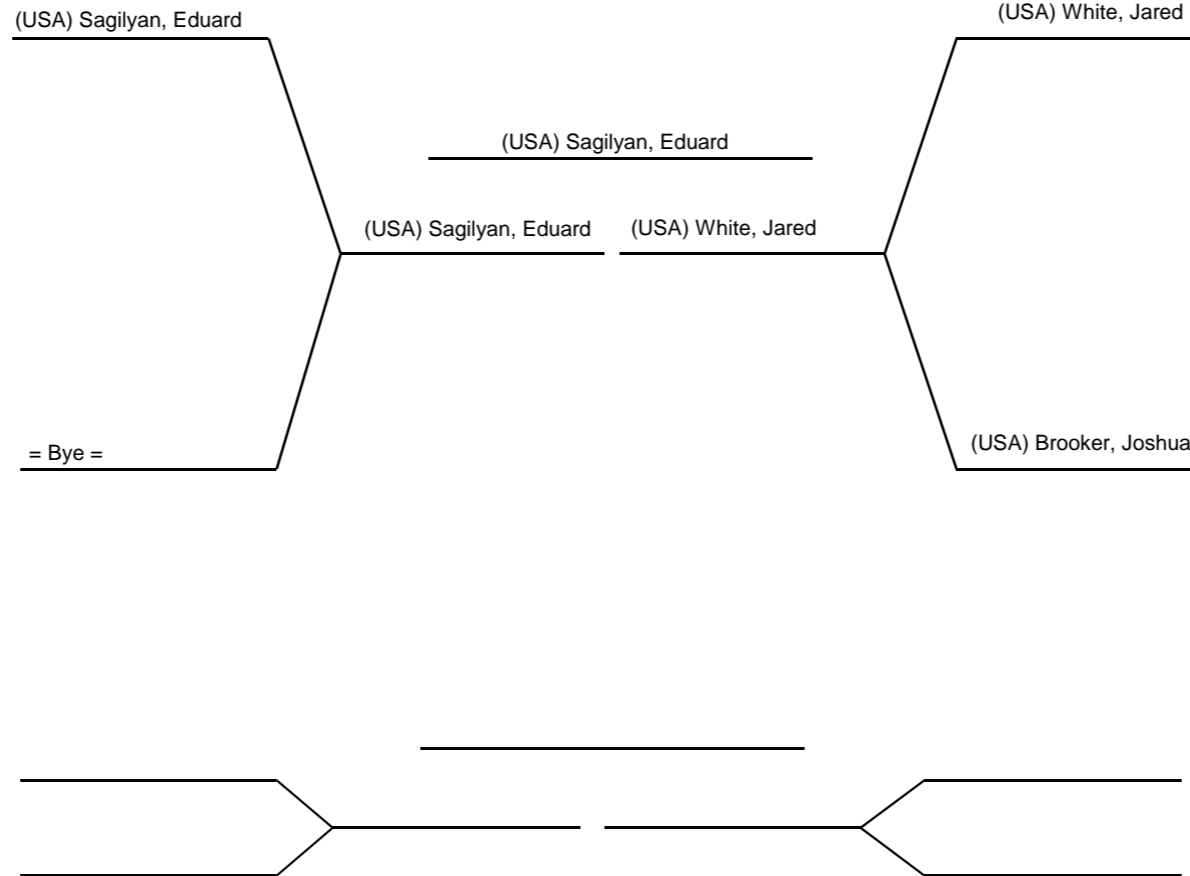 (USA) Sagilyan, Eduard
(USA) White, Jared
(USA) Sagilyan, Eduard
(USA) Sagilyan, Eduard
(USA) White, Jared
= Bye =
(USA) Brooker, Joshua